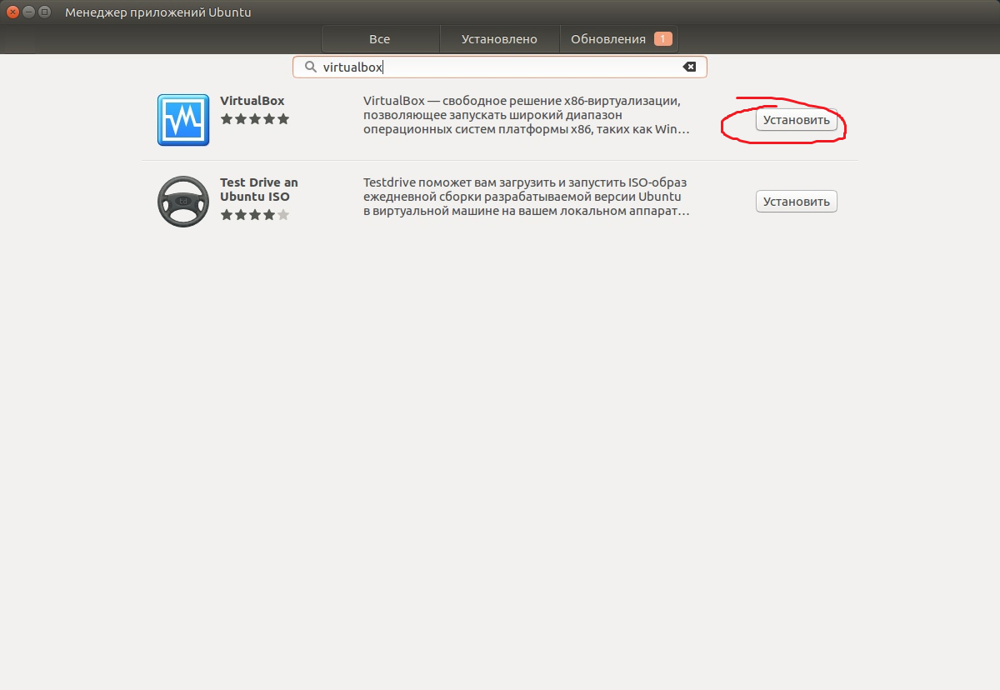 Менеджер приложений Ubuntu
Все
Установлено
Обновления 1
virtualbox
VirtualBox
VirtualBox — свободное решение x86-виртуализации,
позволяющее запускать широкий диапазон
операционных систем платформы x86, таких как Win…
Установить
Test Drive an
Ubuntu ISO
td
Testdrive поможет вам загрузить и запустить ISO-образ
ежедневной сборки разрабатываемой версии Ubuntu
в виртуальной машине на вашем локальном аппарат…
Установить